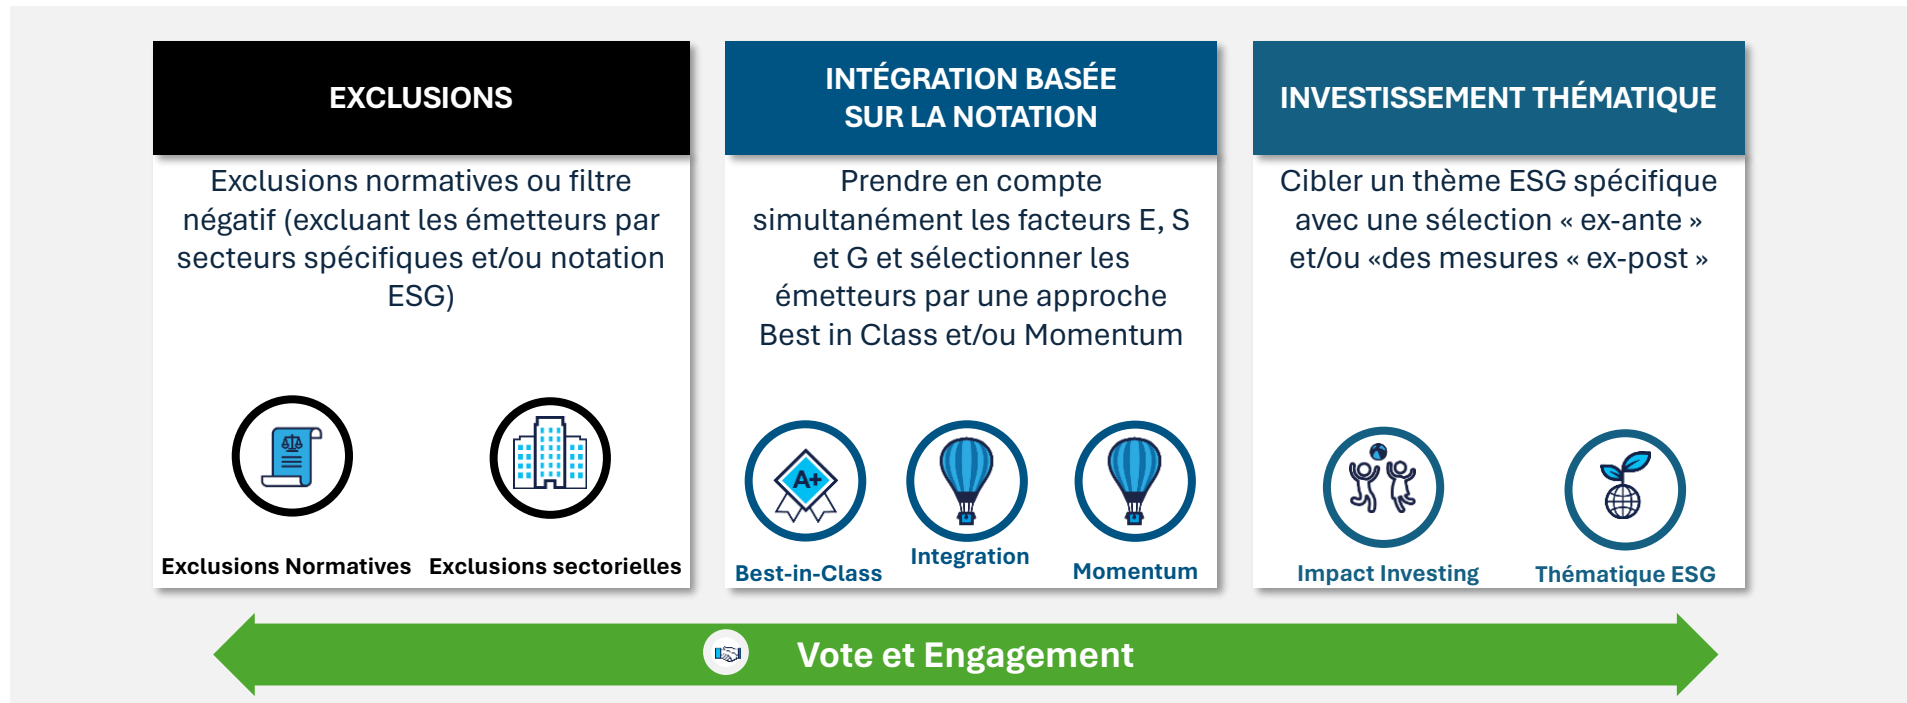 EXCLUSIONS
Exclusions normatives ou filtre
négatif (excluant les émetteurs par
secteurs spécifiques et/ou notation
ESG)
Exclusions Normatives
Exclusions sectorielles
INTÉGRATION BASÉE
SUR LA NOTATION
Prendre en compte
simultanément les facteurs E, S
et G et sélectionner les
émetteurs par une approche
Best in Class et/ou Momentum
A+
Best-in-Class
Integration
Momentum
INVESTISSEMENT THÉMATIQUE
Cibler un thème ESG spécifique
avec une sélection « ex-ante »
et/ou «des mesures « ex-post »
Impact Investing
Thématique ESG
Vote et Engagement